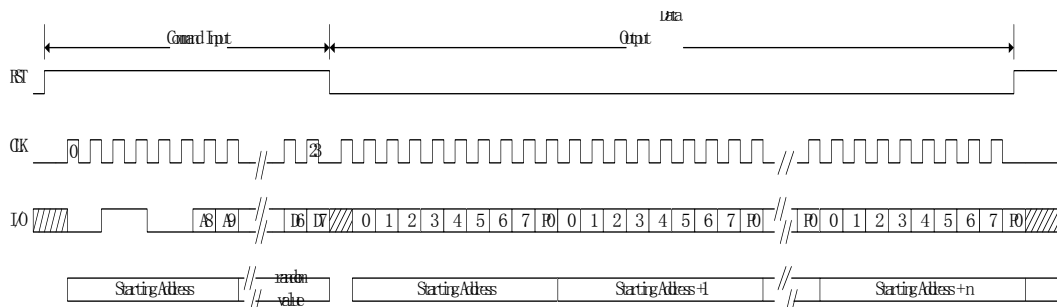 Data
Command Input
Output
RST
CLK 0 23
I/O A8 A9 D6 D7 0 1 2 3 4 5 6 7 P0 0 1 2 3 4 5 6 7 P0 P0 0 1 2 3 4 5 6 7 P0
Starting Address random value Starting Address Starting Address +1 Starting Address + n